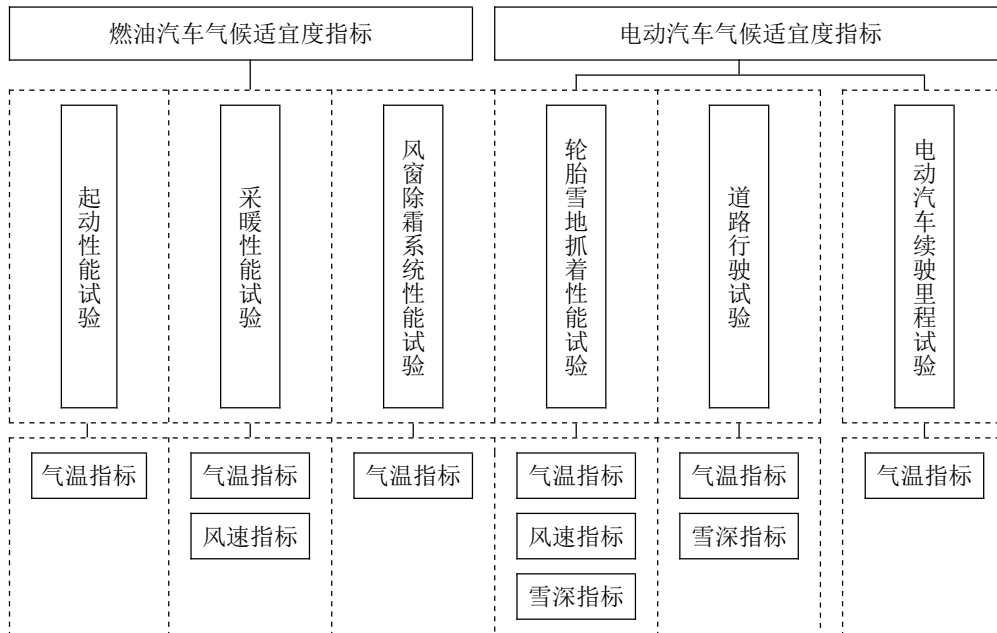 燃油汽车气候适宜度指标
电动汽车气候适宜度指标
起动性能试验
采暖性能试验
风窗除霜系统性能试验
轮胎雪地抓着性能试验
道路行驶试验
电动汽车续驶里程试验
气温指标
气温指标
气温指标
气温指标
气温指标
气温指标
风速指标
风速指标
雪深指标
雪深指标